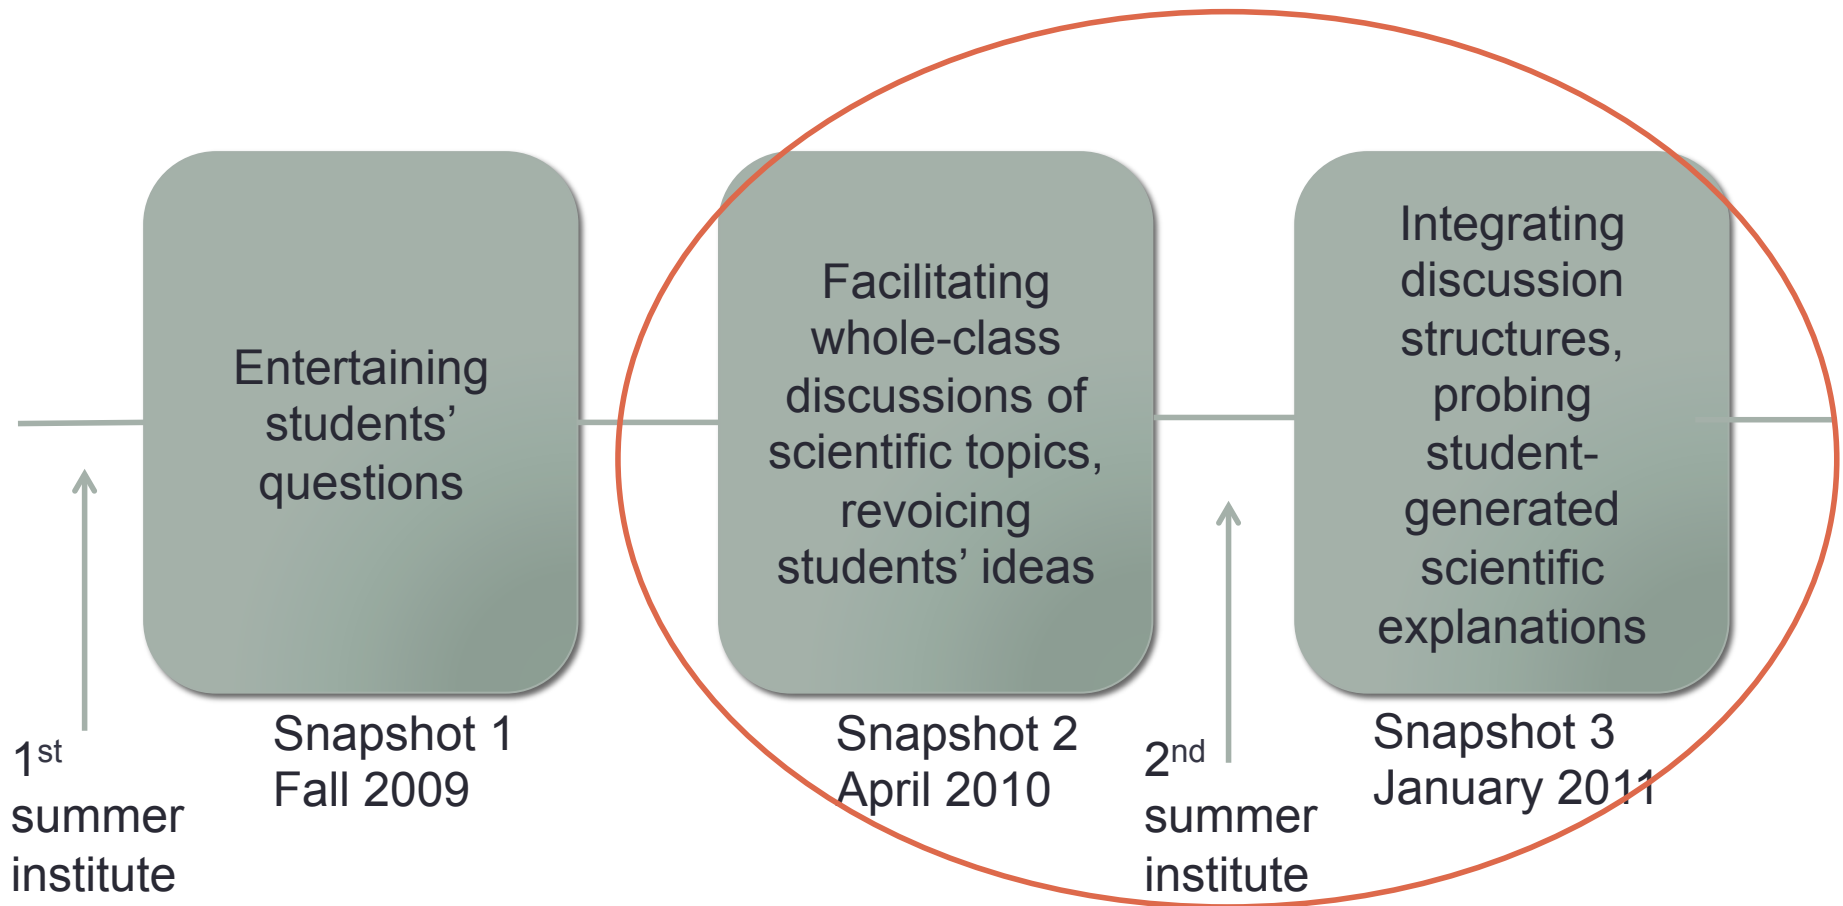 Entertaining
students’
questions
Facilitating
whole-class
discussions of
scientific topics,
revoicing
students’ ideas
Integrating
discussion
structures,
probing
student-
generated
scientific
explanations
1st
summer
institute
Snapshot 1
Fall 2009
Snapshot 2
April 2010
2nd
summer
institute
Snapshot 3
January 2011